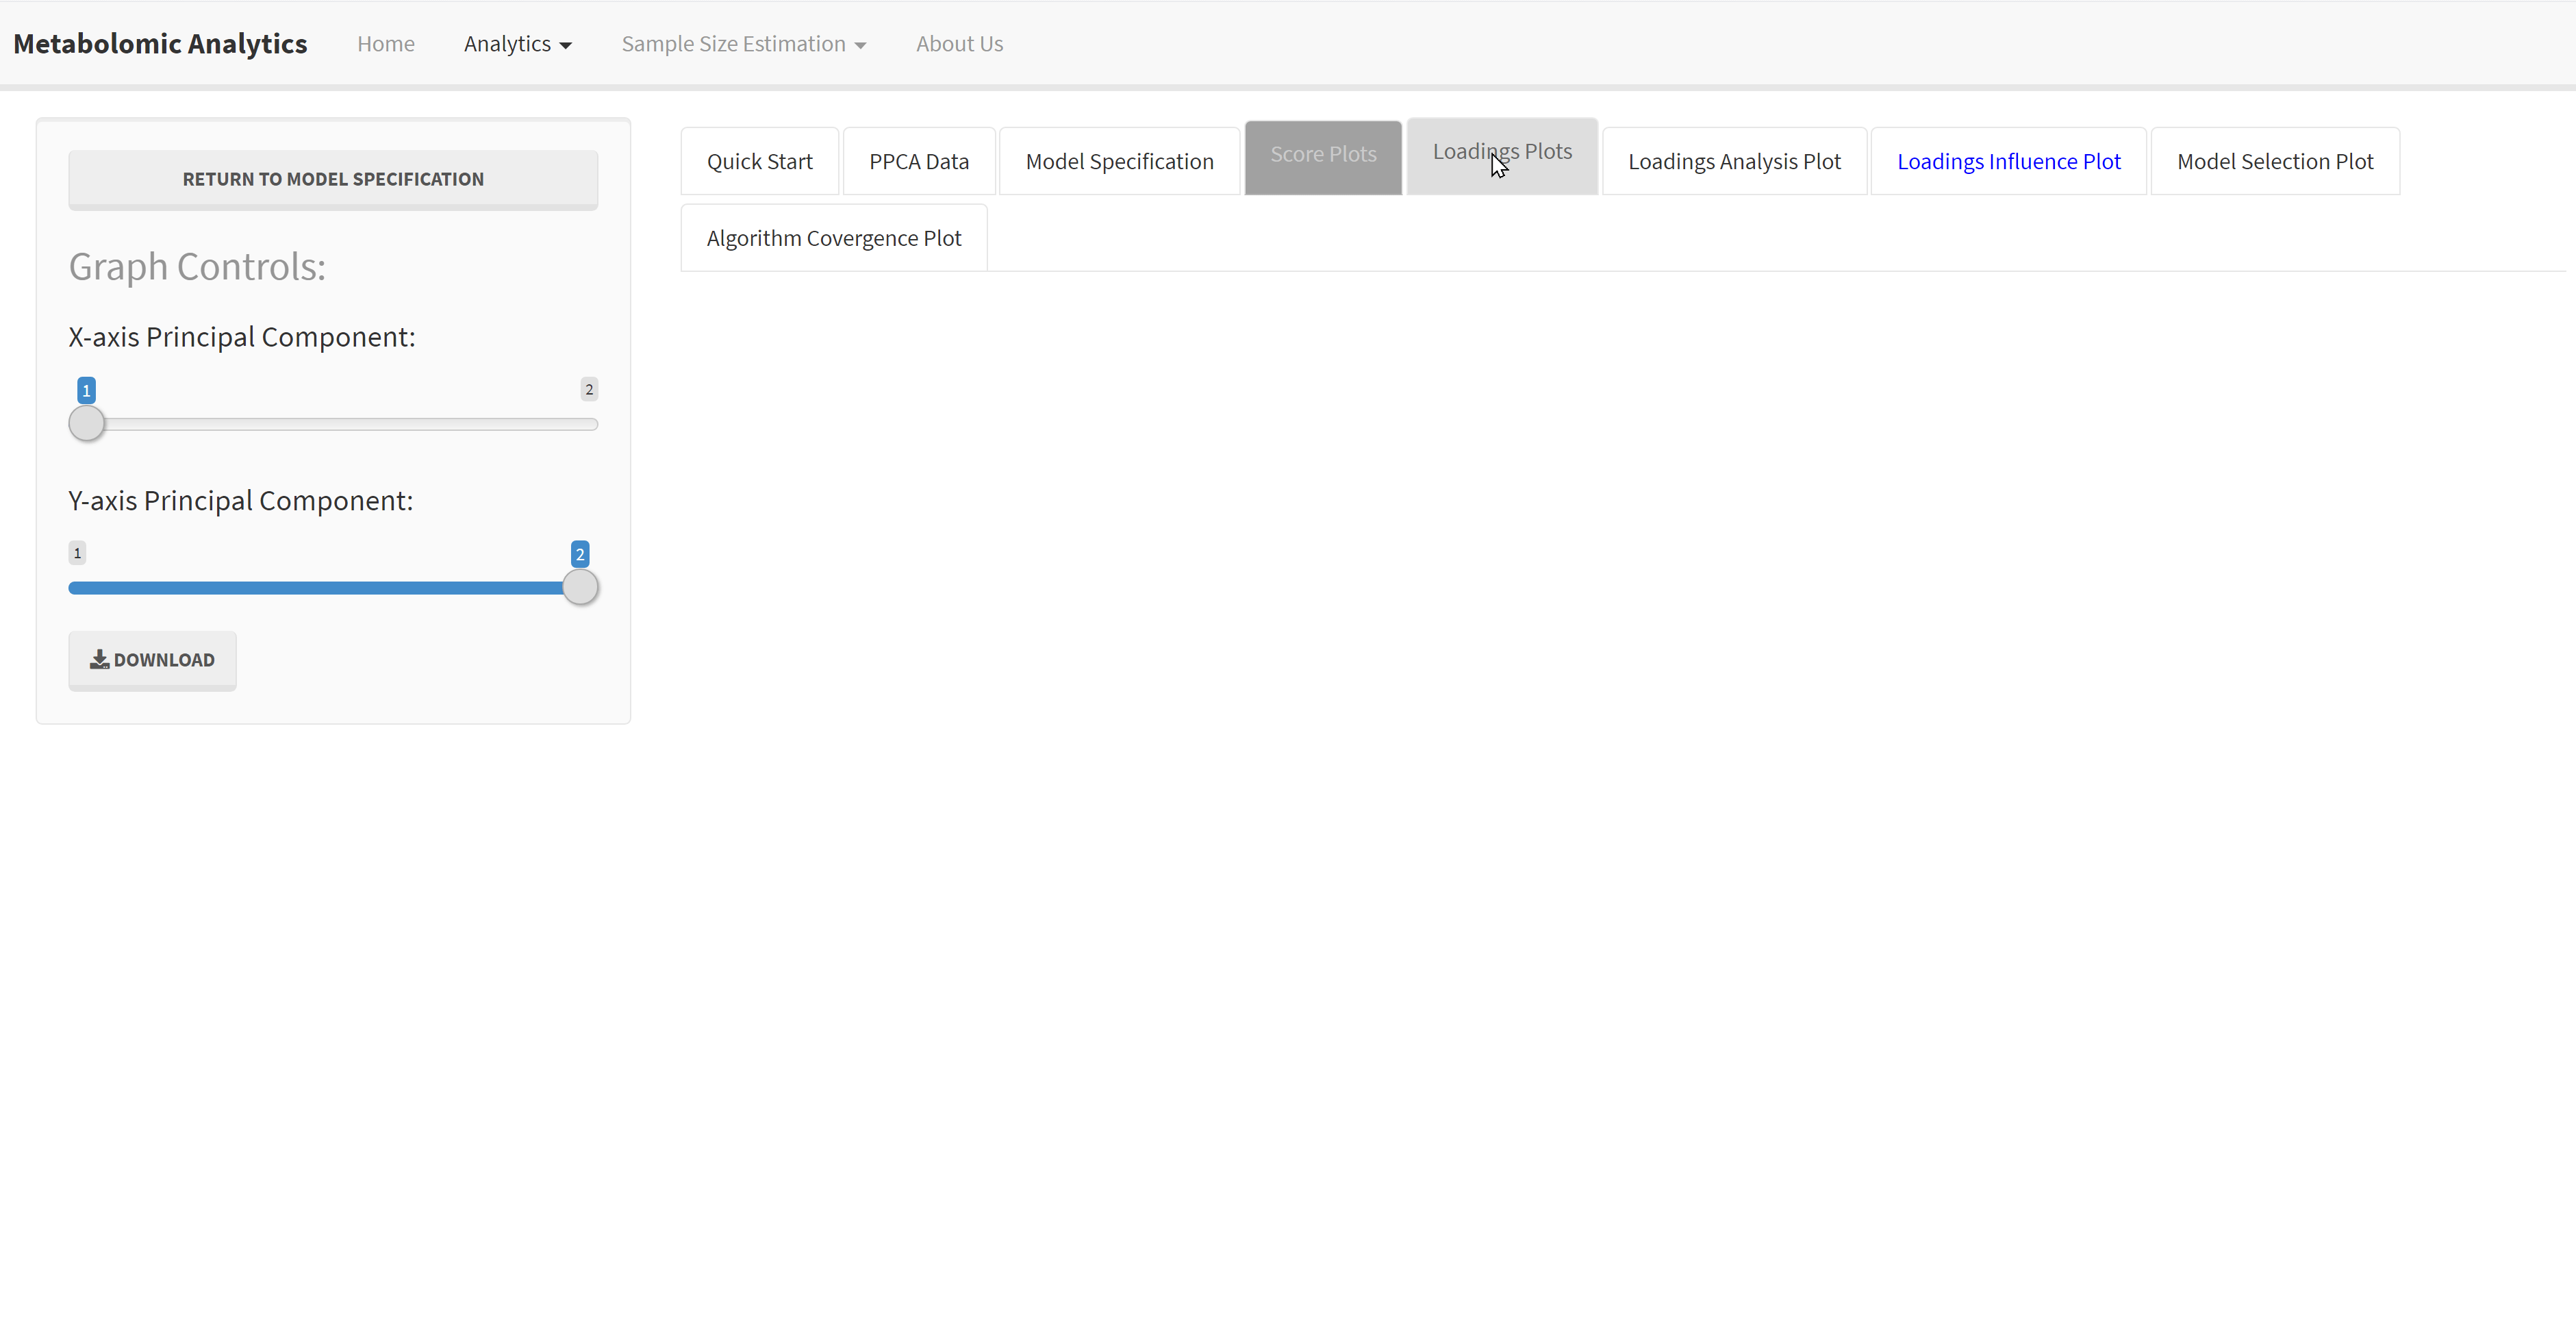 Metabolomic Analytics Home Analytics Sample Size Estimation About Us
RETURN TO MODEL SPECIFICATION
Graph Controls:
X-axis Principal Component:
1 2
Y-axis Principal Component:
1 2
DOWNLOAD
Quick Start PPCA Data Model Specification Score Plots Loadings Plots Loadings Analysis Plot Loadings Influence Plot Model Selection Plot
Algorithm Covergence Plot